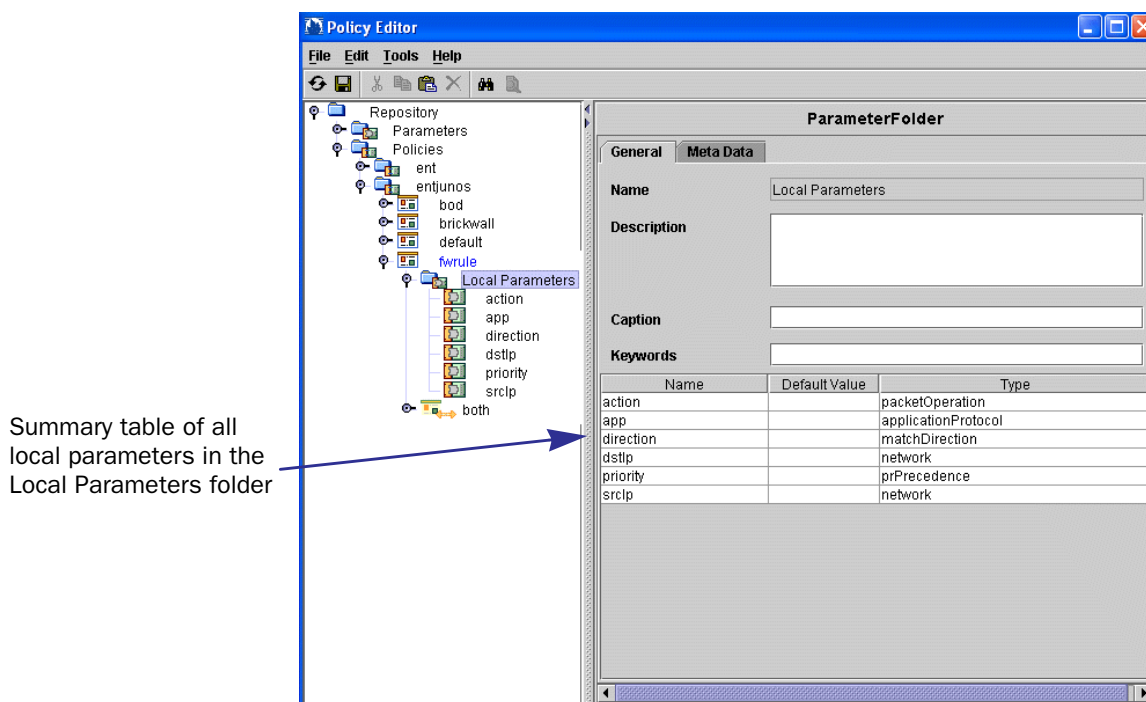 Policy Editor
File Edit Tools Help
Repository
Parameters
Policies
ent
entjunos
bod
brickwall
default
fwrule
Local Parameters
action
app
direction
dstIp
priority
srcIp
both
ParameterFolder
General Meta Data
Name Local Parameters
Description
Caption
Keywords
Name Default Value Type
action packetOperation
app applicationProtocol
direction matchDirection
dstIp network
priority prPrecedence
srcIp network
Summary table of all
local parameters in the
Local Parameters folder